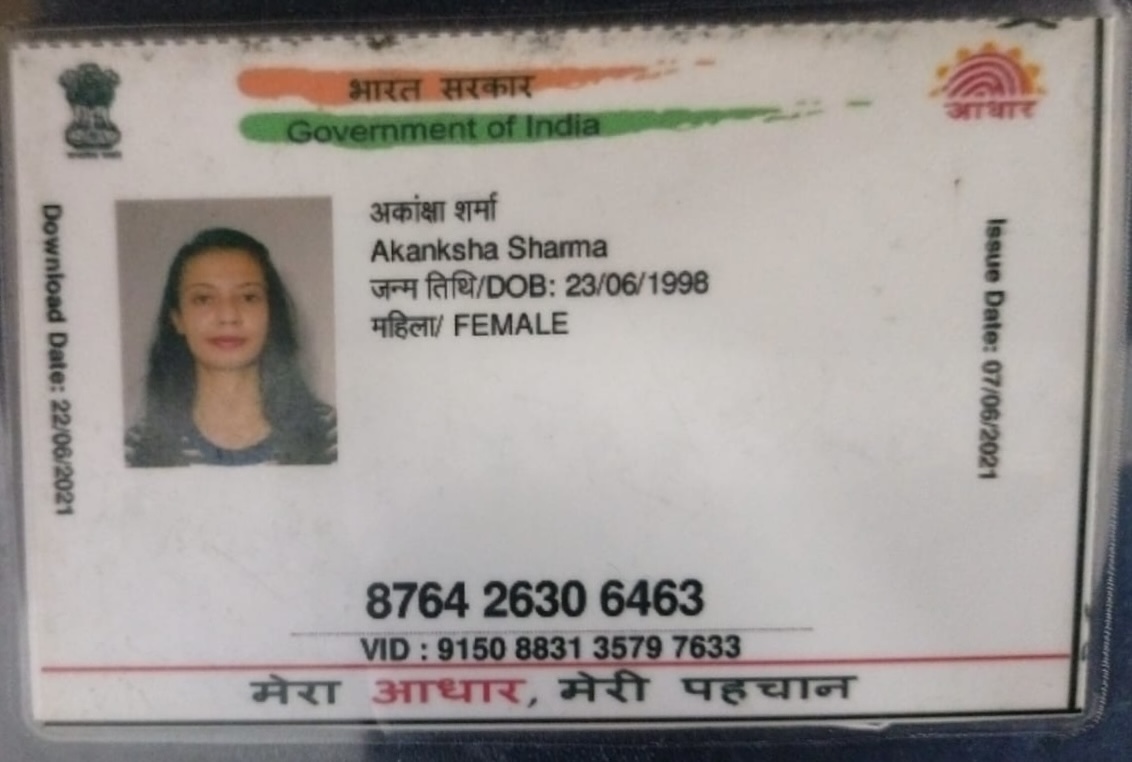 भारत सरकार
Government of India
आधार
अकांक्षा शर्मा
Akanksha Sharma
जन्म तिथि/DOB: 23/06/1998
महिला/ FEMALE
Download Date: 22/06/2021
Issue Date: 07/06/2021
8764 2630 6463
VID : 9150 8831 3579 7633
मेरा आधार, मेरी पहचान